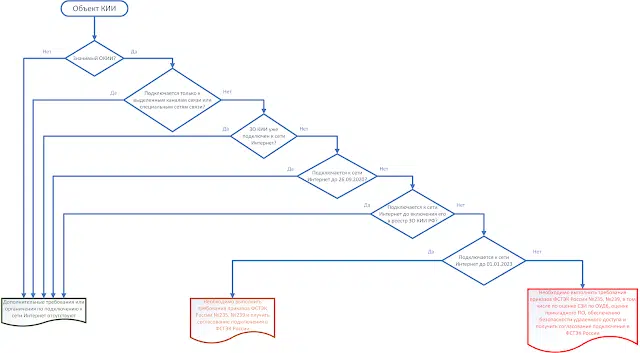 Объект КИИ
Нет
Да
Значимый ОКИИ?
Подключается только к
выделенным каналам связи или
специальным сетям связи?
Да
Нет
ЗО КИИ уже
подключен к сети
Интернет?
Да
Нет
Подключается к сети
Интернет до 26.09.2020?
Да
Нет
Подключается к сети
Интернет до включения его
в реестр ЗО КИИ РФ?
Да
Нет
Подключается к сети
Интернет до 01.01.2023
Да
Нет
Дополнительные требования или
ограничения по подключению к
сети Интернет отсутствуют
Необходимо выполнить
требования приказов ФСТЭК
России №235, №239 и получить
согласование подключения в
ФСТЭК России
Необходимо выполнить требования
приказов ФСТЭК России №235, №239, в том
числе по оценке СЗИ по ОУД6, оценке
прикладного ПО, обеспечению
безопасности удаленного доступа и
получить согласование подключения в
ФСТЭК России